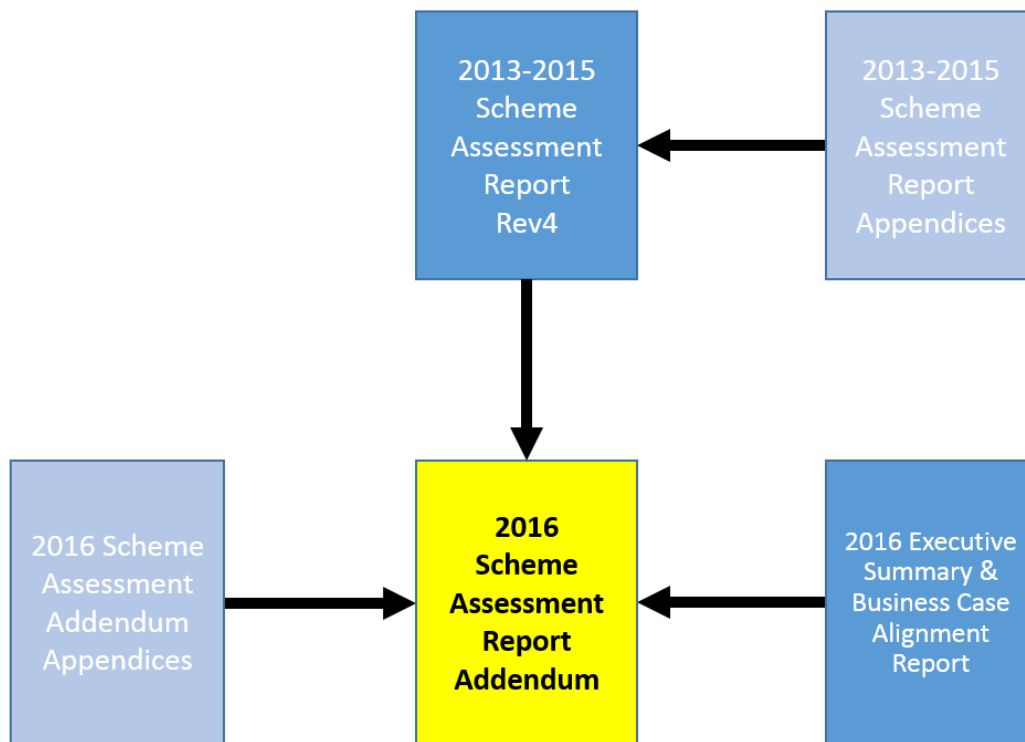 2013-2015
Scheme
Assessment
Report
Rev4
2013-2015
Scheme
Assessment
Report
Appendices
2016 Scheme
Assessment
Addendum
Appendices
2016
Scheme
Assessment
Report
Addendum
2016 Executive
Summary &
Business Case
Alignment
Report